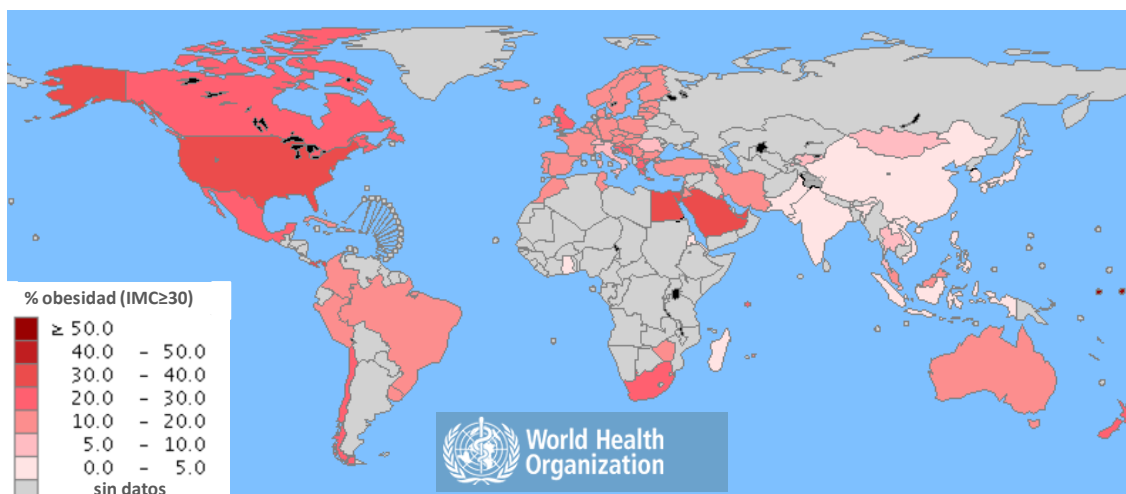 % obesidad (IMC≥30)
≥ 50.0
40.0 - 50.0
30.0 - 40.0
20.0 - 30.0
10.0 - 20.0
5.0 - 10.0
0.0 - 5.0
sin datos
World Health
Organization